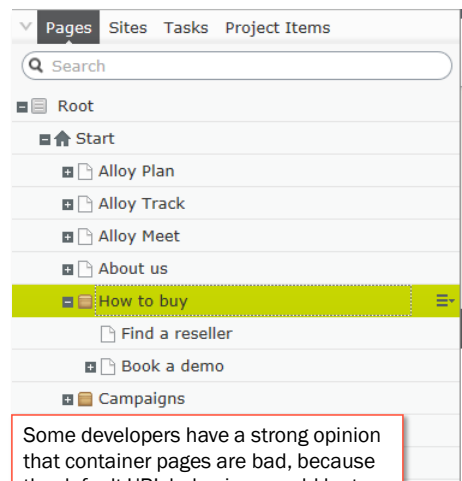 Pages Sites Tasks Project Items
Search
Root
Start
Alloy Plan
Alloy Track
Alloy Meet
About us
How to buy
Find a reseller
Book a demo
Campaigns
Some developers have a strong opinion
that container pages are bad, because